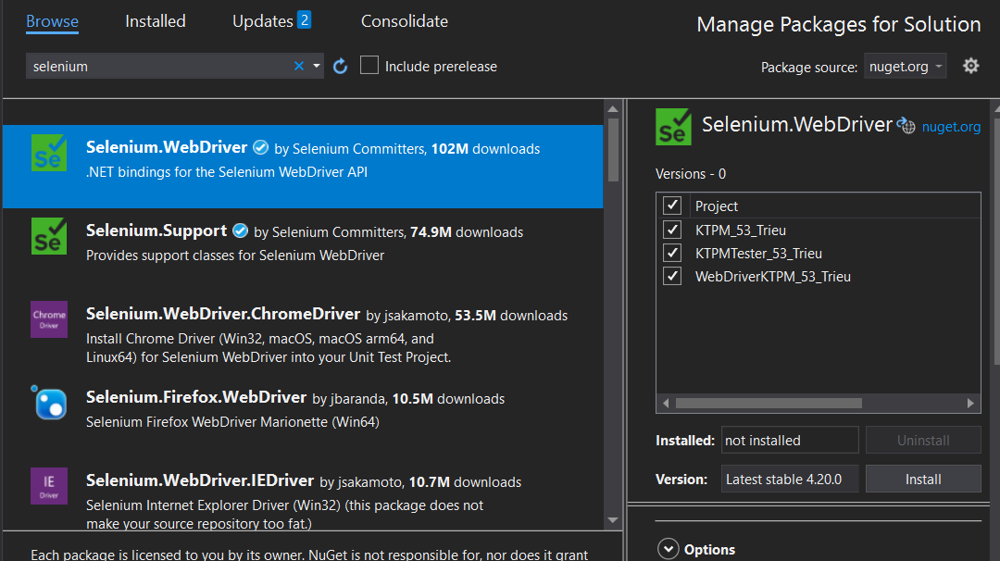 Browse Installed Updates 2 Consolidate
Manage Packages for Solution
selenium
Include prerelease
Package source: nuget.org
Se
Selenium.WebDriver by Selenium Committers, 102M downloads
.NET bindings for the Selenium WebDriver API
Se
Selenium.Support by Selenium Committers, 74.9M downloads
Provides support classes for Selenium WebDriver
Chrome
Driver
Selenium.WebDriver.ChromeDriver by jsakamoto, 53.5M downloads
Install Chrome Driver (Win32, macOS, macOS arm64, and
Linux64) for Selenium WebDriver into your Unit Test Project.
Selenium.Firefox.WebDriver by jbaranda, 10.5M downloads
Selenium Firefox WebDriver Marionette (Win64)
IE
Driver
Selenium.WebDriver.IEDriver by jsakamoto, 10.7M downloads
Selenium Internet Explorer Driver (Win32) (this package does not
make your source repository too fat.)
Each package is licensed to you by its owner. NuGet is not responsible for, nor does it grant
Se
Selenium.WebDriver nuget.org
Versions - 0
Project
KTPM_53_Trieu
KTPMTester_53_Trieu
WebDriverKTPM_53_Trieu
Installed: not installed Uninstall
Version: Latest stable 4.20.0 Install
Options